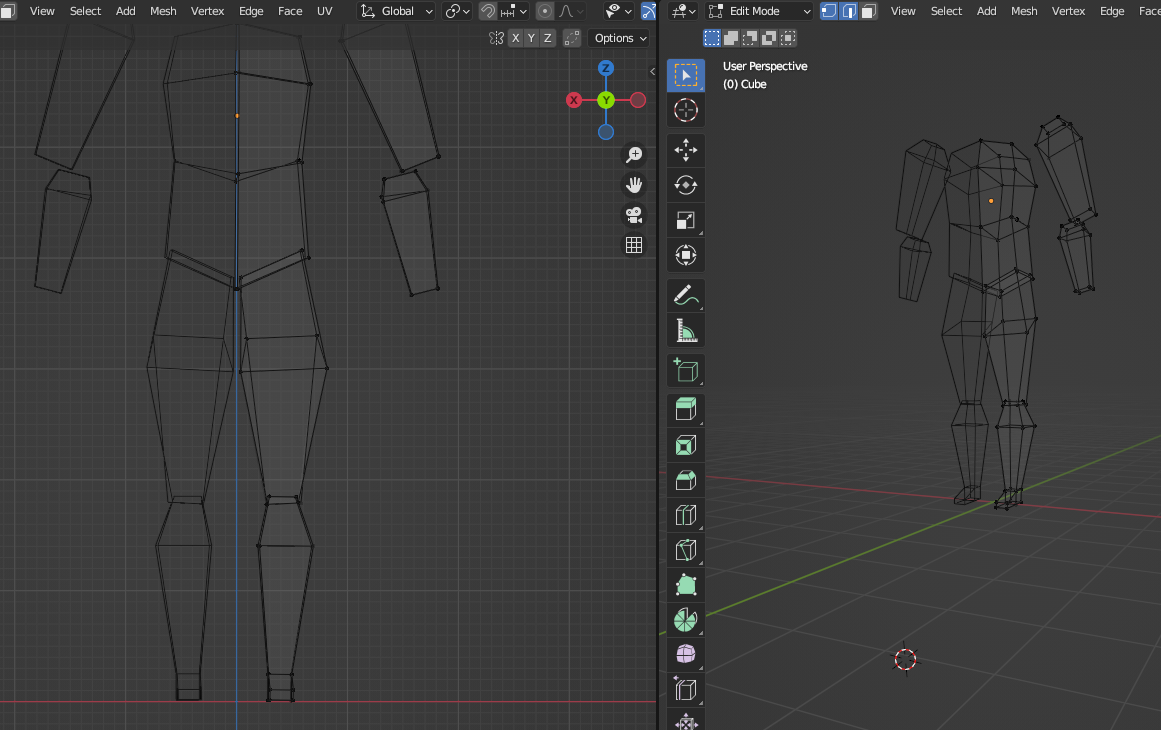 View Select Add Mesh Vertex Edge Face UV Global
X Y Z Options
Z
X Y
Edit Mode View Select Add Mesh Vertex Edge Face
User Perspective
(0) Cube